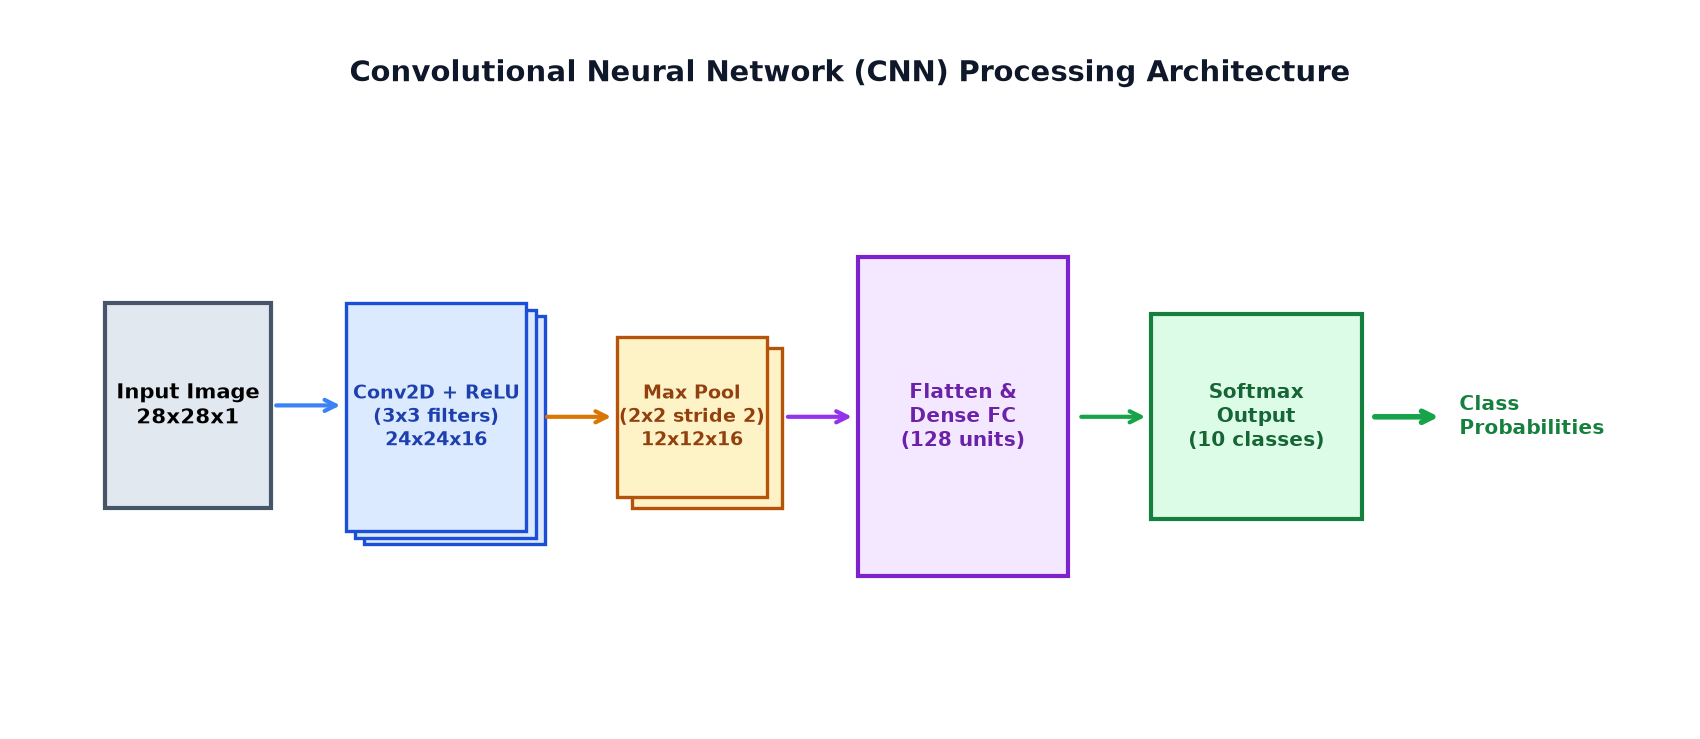 Convolutional Neural Network (CNN) Processing Architecture
Input Image
28x28x1
Conv2D + ReLU
(3x3 filters)
24x24x16
Max Pool
(2x2 stride 2)
12x12x16
Flatten &
Dense FC
(128 units)
Softmax
Output
(10 classes)
Class
Probabilities